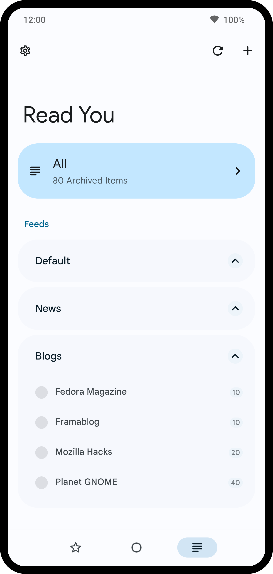 12:00
100%
Read You
All
80 Archived Items
Feeds
Default
News
Blogs
Fedora Magazine
10
Framablog
10
Mozilla Hacks
20
Planet GNOME
40